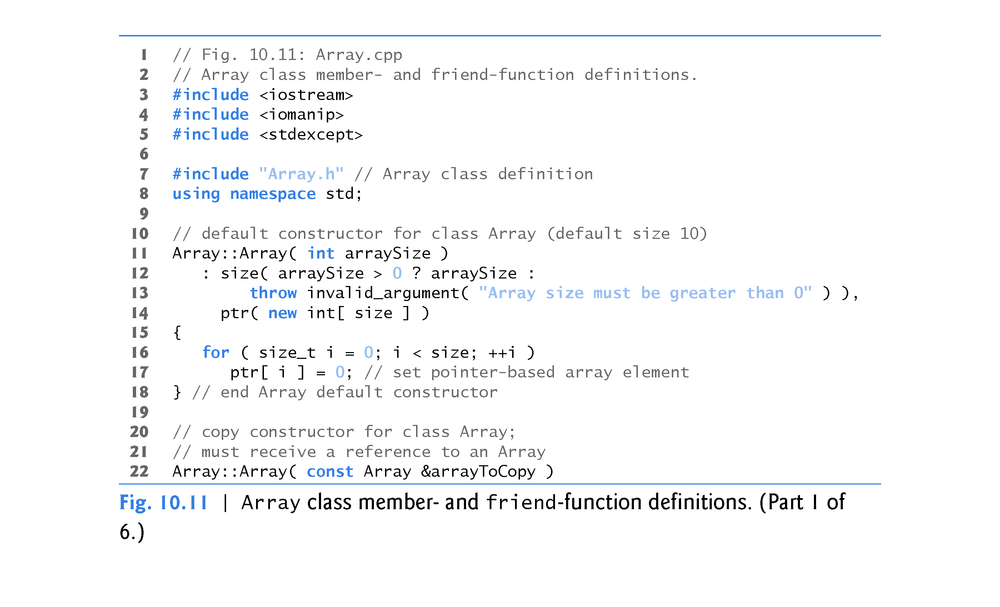 1 // Fig. 10.11: Array.cpp
2 // Array class member- and friend-function definitions.
3 #include <iostream>
4 #include <iomanip>
5 #include <stdexcept>
6
7 #include "Array.h" // Array class definition
8 using namespace std;
9
10 // default constructor for class Array (default size 10)
11 Array::Array( int arraySize )
12    : size( arraySize > 0 ? arraySize :
13         throw invalid_argument( "Array size must be greater than 0" ) ),
14      ptr( new int[ size ] )
15 {
16    for ( size_t i = 0; i < size; ++i )
17       ptr[ i ] = 0; // set pointer-based array element
18 } // end Array default constructor
19
20 // copy constructor for class Array;
21 // must receive a reference to an Array
22 Array::Array( const Array &arrayToCopy )
Fig. 10.11 | Array class member- and friend-function definitions. (Part 1 of
6.)